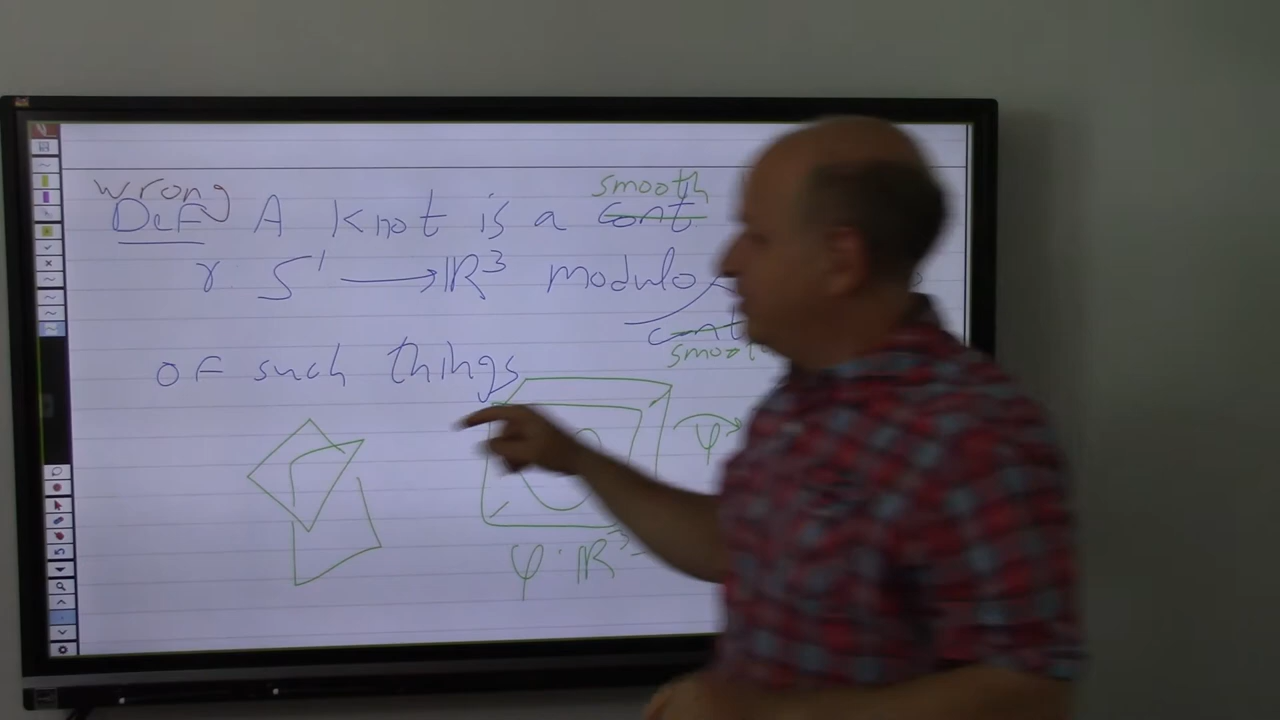 wrong
Def A knot is a smooth cont
γ S¹ ⟶ ℝ³ modulo
cont
smooth
of such things
φ
φ : ℝ³